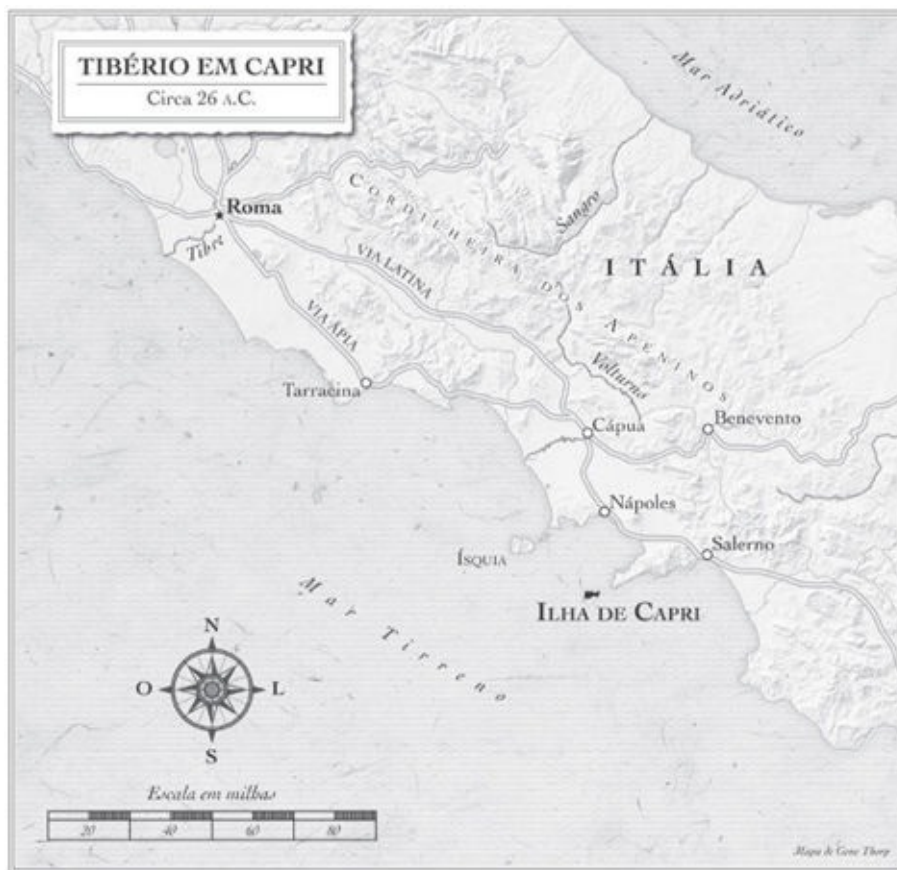 TIBÉRIO EM CAPRI
Circa 26 A.C.
Mar Adriático
Roma
Tibre
CORDILHEIRA DOS APENINOS
Sangro
ITÁLIA
VIA LATINA
VIA ÁPIA
Volturno
Tarracina
Cápua
Benevento
Nápoles
Salerno
ÍSQUIA
ILHA DE CAPRI
Mar Tirreno
N
O
L
S
Escala em milhas
20 40 60 80
Mapa de Gene Thorp